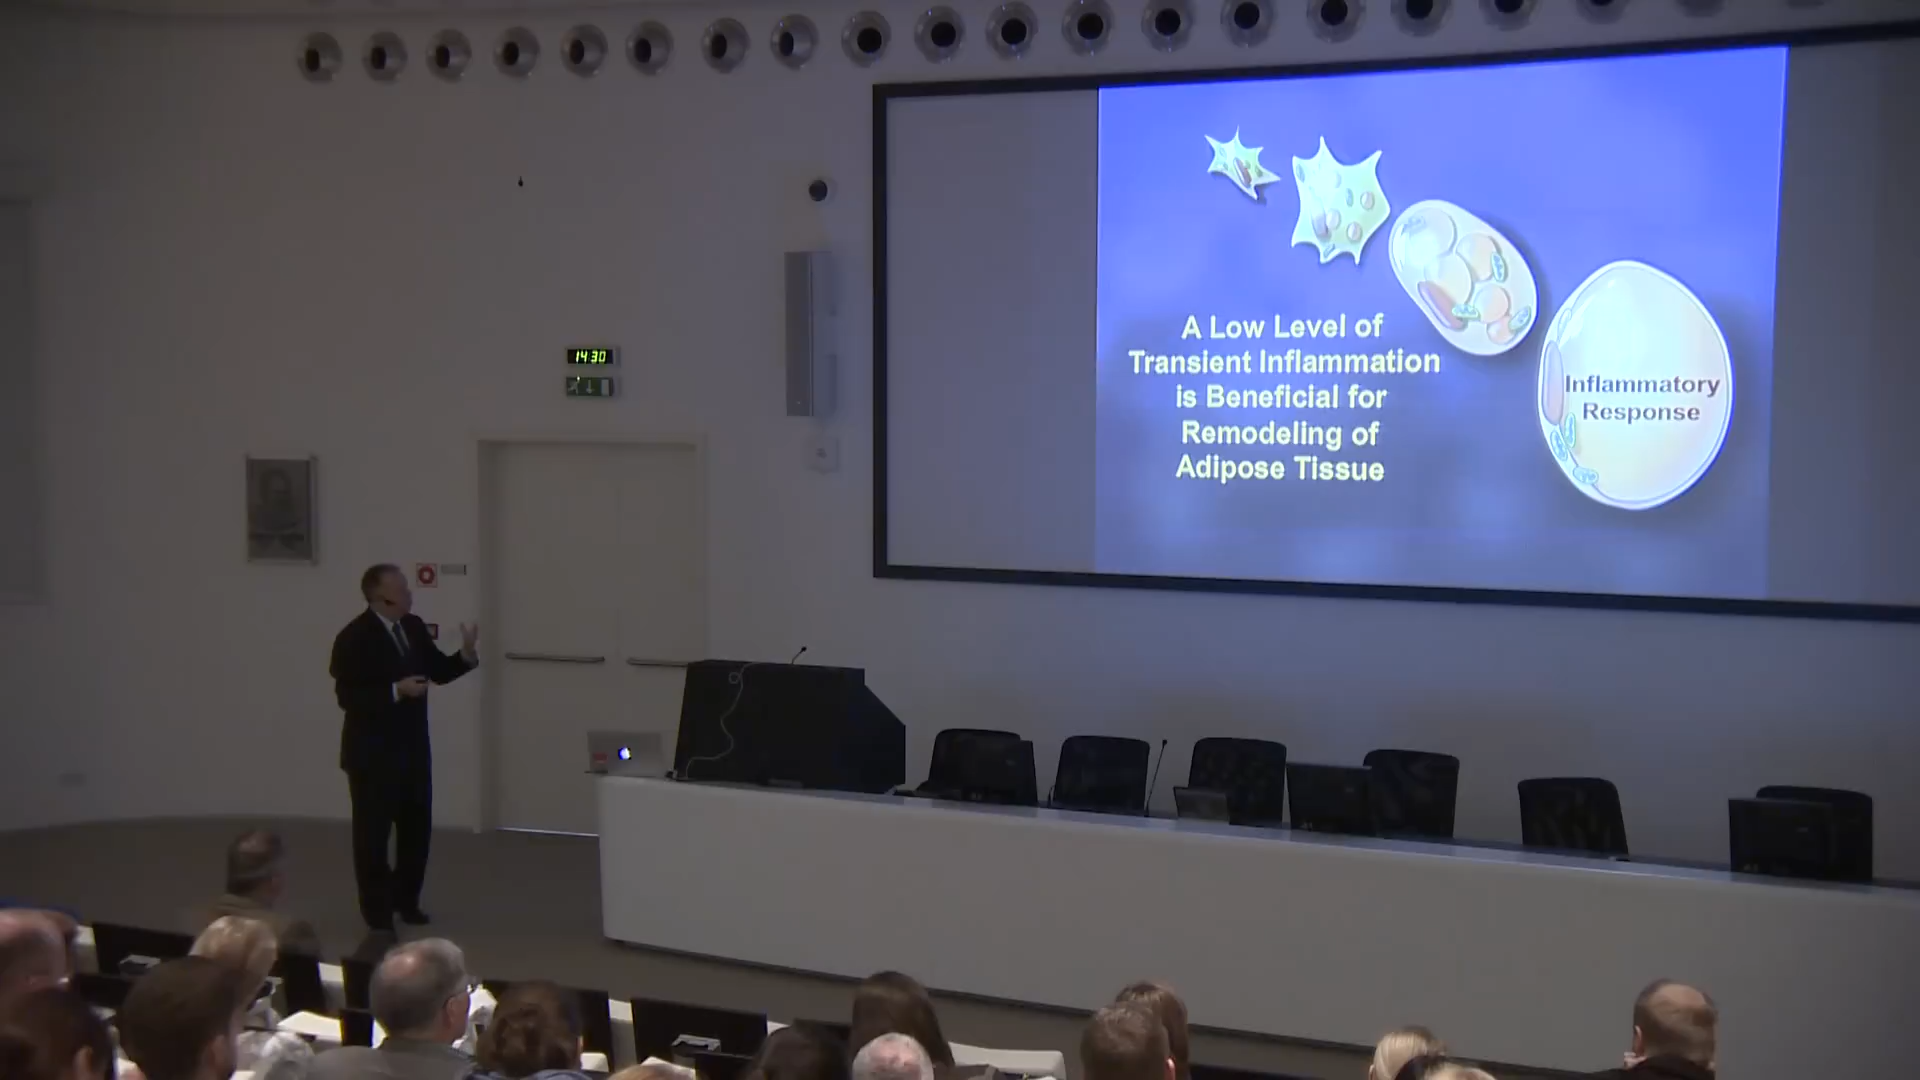 A Low Level of
Transient Inflammation
is Beneficial for
Remodeling of
Adipose Tissue
Inflammatory
Response
14:30